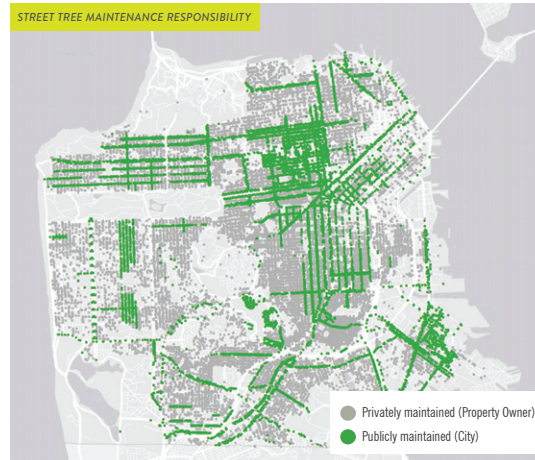 STREET TREE MAINTENANCE RESPONSIBILITY
Privately maintained (Property Owner)
Publicly maintained (City)